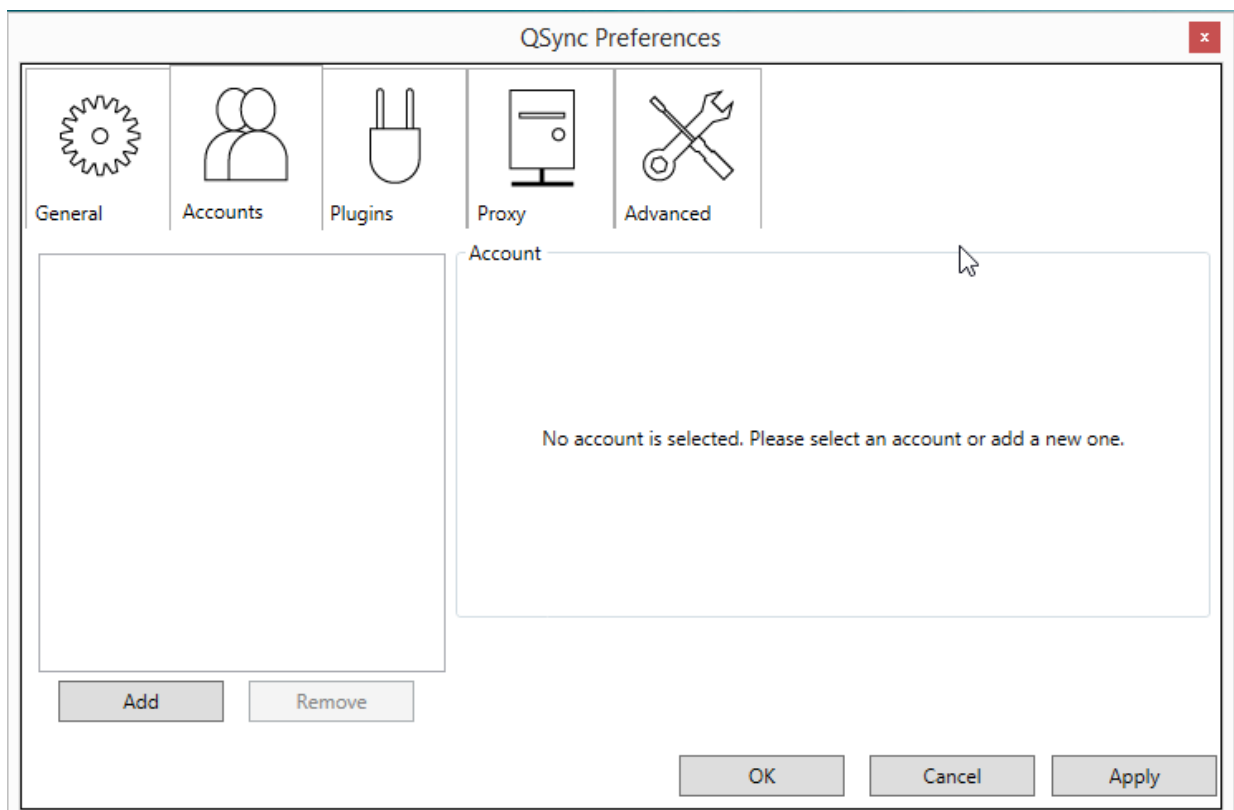 QSync Preferences
x
General
Accounts
Plugins
Proxy
Advanced
Account
No account is selected. Please select an account or add a new one.
Add
Remove
OK
Cancel
Apply